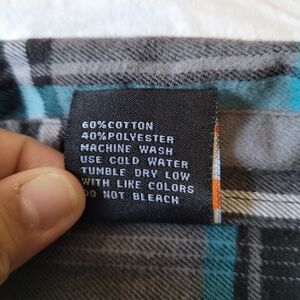 60%COTTON
40%POLYESTER
MACHINE WASH
USE COLD WATER
TUMBLE DRY LOW
WITH LIKE COLORS
DO NOT BLEACH